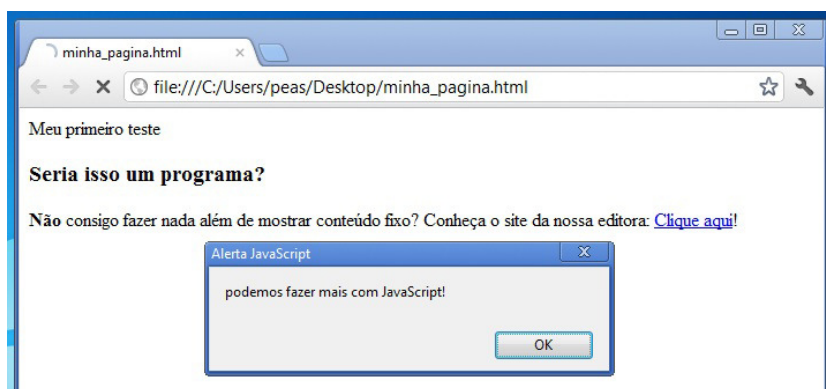 minha_pagina.html
file:///C:/Users/peas/Desktop/minha_pagina.html
Meu primeiro teste
Seria isso um programa?
Não consigo fazer nada além de mostrar conteúdo fixo? Conheça o site da nossa editora: Clique aqui!
Alerta JavaScript
podemos fazer mais com JavaScript!
OK